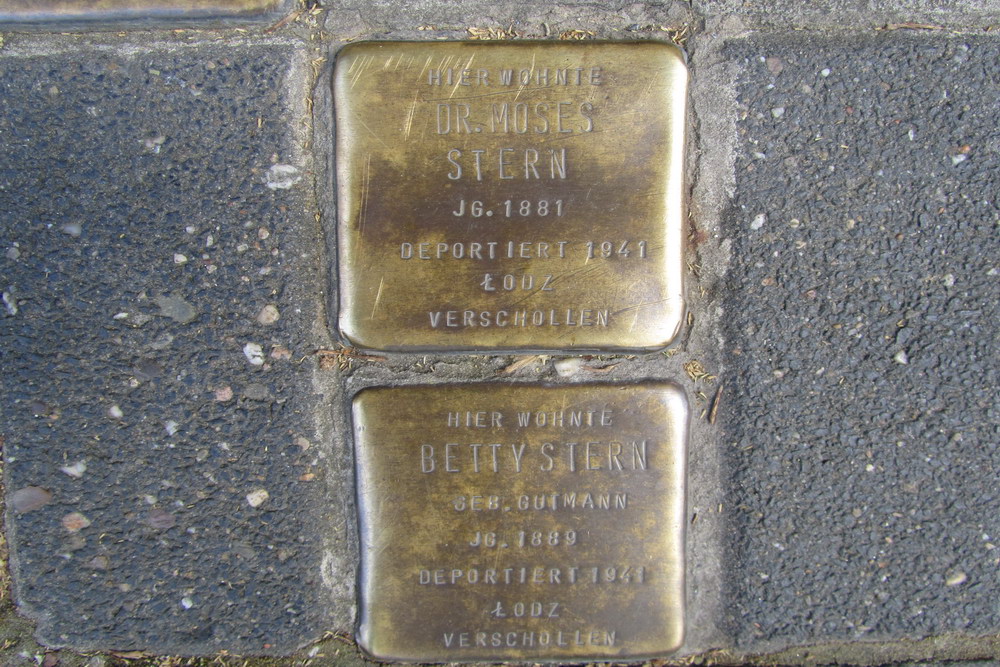 HIER WOHNTE
DR. MOSES
STERN
JG. 1881
DEPORTIERT 1941
ŁODZ
VERSCHOLLEN
HIER WOHNTE
BETTY STERN
GEB. GUTMANN
JG. 1889
DEPORTIERT 1941
ŁODZ
VERSCHOLLEN